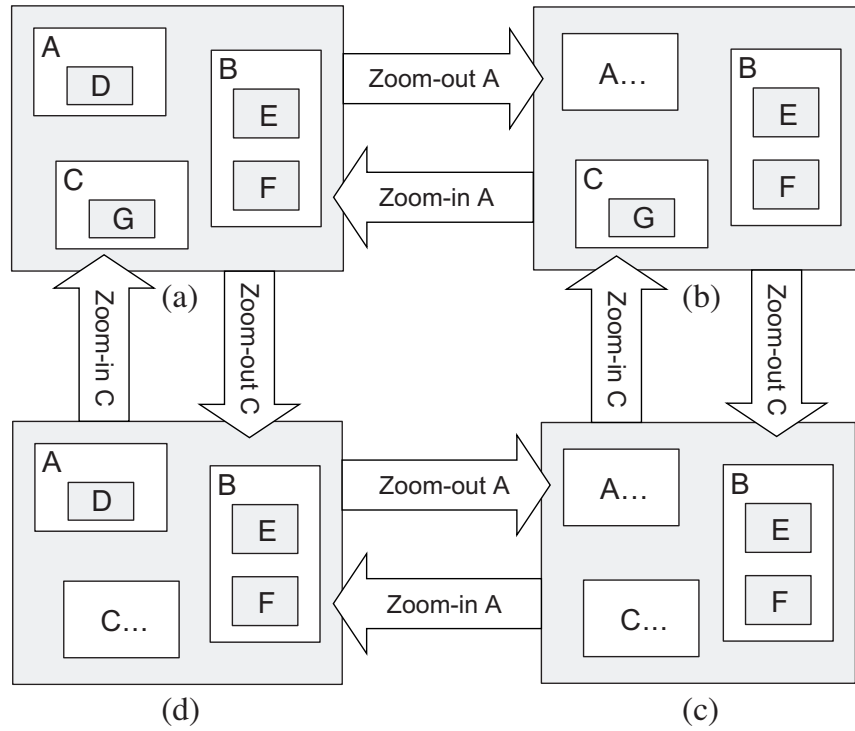 A
D
B
E
F
C
G
Zoom-out A
Zoom-in A
A...
B
E
F
C
G
(a)
(b)
Zoom-in C
Zoom-out C
Zoom-in C
Zoom-out C
A
D
B
E
F
C...
Zoom-out A
Zoom-in A
A...
B
E
F
C...
(d)
(c)